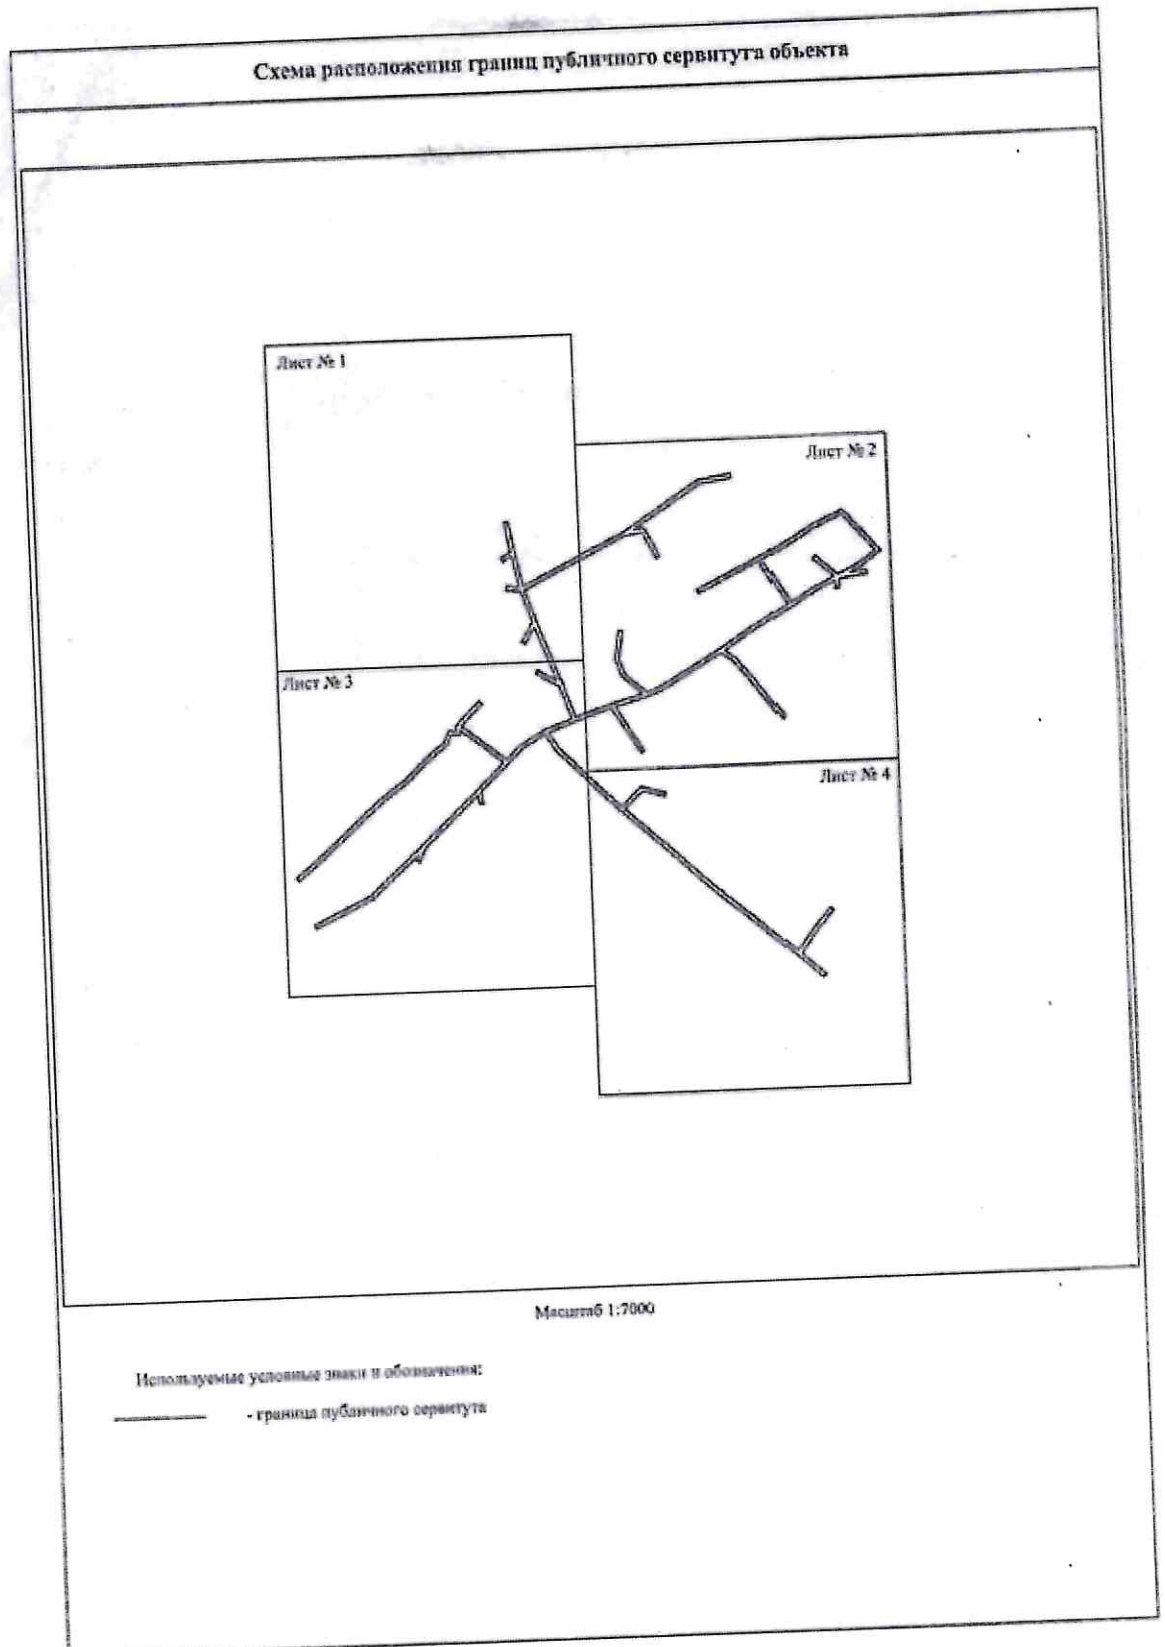 Схема расположения границ публичного сервитута объекта
Лист № 1
Лист № 2
Лист № 3
Лист № 4
Масштаб 1:7000
Используемые условные знаки и обозначения:
- граница публичного сервитута